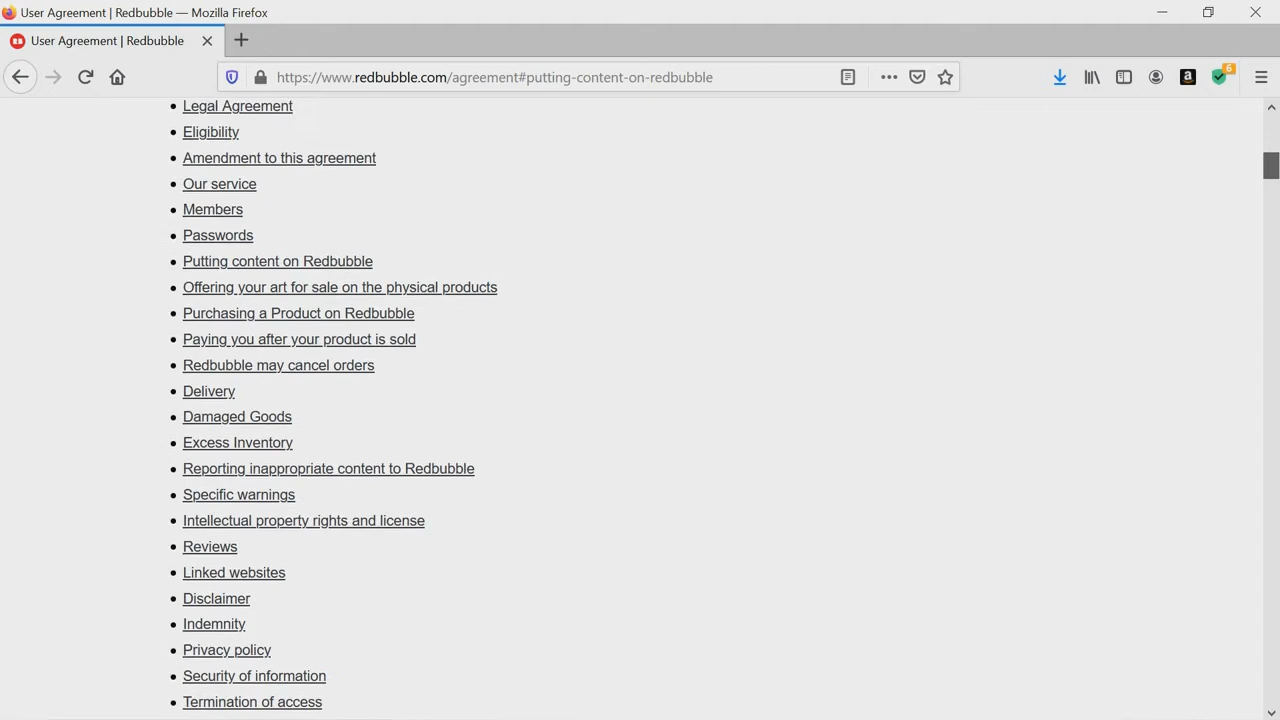 User Agreement | Redbubble — Mozilla Firefox
User Agreement | Redbubble
https://www.redbubble.com/agreement#putting-content-on-redbubble
6
Legal Agreement
Eligibility
Amendment to this agreement
Our service
Members
Passwords
Putting content on Redbubble
Offering your art for sale on the physical products
Purchasing a Product on Redbubble
Paying you after your product is sold
Redbubble may cancel orders
Delivery
Damaged Goods
Excess Inventory
Reporting inappropriate content to Redbubble
Specific warnings
Intellectual property rights and license
Reviews
Linked websites
Disclaimer
Indemnity
Privacy policy
Security of information
Termination of access